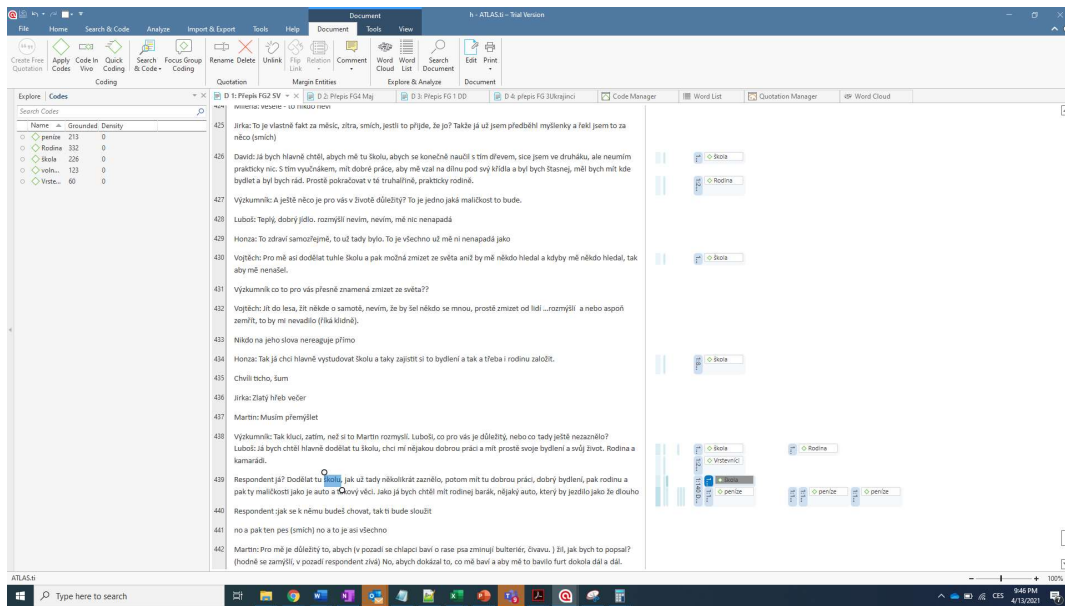 Document
h - ATLAS.ti – Trial Version
File Home Search & Code Analyze Import & Export Tools Help Document Tools View
Create Free Quotation
Apply Codes
Code In Vivo
Quick Coding
Search & Code
Focus Group Coding
Rename
Delete
Unlink
Flip Link
Relation
Comment
Word Cloud
Word List
Search Document
Edit
Print
Coding
Quotation
Margin Entities
Explore & Analyze
Document
Explore Codes
D 1: Přepis FG2 SV
D 2: Přepis FG4 Maj
D 3: Přepis FG 1 DD
D 4: přepis FG 3Ukrajinci
Code Manager
Word List
Quotation Manager
Word Cloud
Search Codes
Name Grounded Density
peníze 213 0
Rodina 332 0
škola 226 0
voln... 123 0
Vrste... 60 0
424 Milena: veselé - to nikdo neví
425 Jirka: To je vlastně fakt za měsíc, zítra, smích, jestli to přijde, že jo? Takže já už jsem předběhl myšlenky a řekl jsem to za
něco (smích)
426 David: Já bych hlavně chtěl, abych mě tu školu, abych se konečně naučil s tím dřevem, sice jsem ve druháku, ale neumím
prakticky nic. S tím vyučnákem, mít dobré práce, aby mě vzal na dílnu pod svý křídla a byl bych šťasnej, měl bych mít kde
bydlet a byl bych rád. Prostě pokračovat v té truhlařině, prakticky rodině.
škola
Rodina
427 Výzkumník: A ještě něco je pro vás v životě důležitý? To je jedno jaká maličkost to bude.
428 Luboš: Teplý, dobrý jídlo. rozmýšlí nevím, nevím, mě nic nenapadá
429 Honza: To zdraví samozřejmě, to už tady bylo. To je všechno už mě ni nenapadá jako
430 Vojtěch: Pro mě asi dodělat tuhle školu a pak možná zmizet ze světa aniž by mě někdo hledal a kdyby mě někdo hledal, tak
aby mě nenašel.
škola
431 Výzkumník co to pro vás přesně znamená zmizet ze světa??
432 Vojtěch: Jít do lesa, žít někde o samotě, nevím, že by šel někdo se mnou, prostě zmizet od lidí ...rozmýšlí a nebo aspoň
zemřít, to by mi nevadilo (říká klidně).
433 Nikdo na jeho slova nereaguje přímo
434 Honza: Tak já chci hlavně vystudovat školu a taky zajistit si to bydlení a tak a třeba i rodinu založit.
škola
435 Chvíli ticho, šum
436 Jirka: Zlatý hřeb večer
437 Martin: Musím přemýšlet
438 Výzkumník: Tak kluci, zatím, než si to Martin rozmyslí. Luboši, co pro vás je důležitý, nebo co tady ještě nezaznělo?
Luboš: Já bych chtěl hlavně dodělat tu školu, chci mí nějakou dobrou práci a mít prostě svoje bydlení a svůj život. Rodina a
kamarádi.
škola Rodina
Vrstevníci
439 Respondent já? Dodělat tu školu, jak už tady několikrát zaznělo, potom mít tu dobrou práci, dobrý bydlení, pak rodinu a
pak ty maličkosti jako je auto a takový věci. Jako já bych chtěl mít rodinej barák, nějaký auto, který by jezdilo jako že dlouho
škola
peníze peníze peníze
440 Respondent :jak se k němu budeš chovat, tak ti bude sloužit
441 no a pak ten pes (smích) no a to je asi všechno
442 Martin: Pro mě je důležitý to, abych (v pozadí se chlapci baví o rase psa zminují bulteriér, čivavu. ) žil, jak bych to popsal?
(hodně se zamýšlí, v pozadí respondent zívá) No, abych dokázal to, co mě baví a aby mě to bavilo furt dokola dál a dál.
ATLAS.ti
100%
Type here to search
CES
9:46 PM
4/13/2021